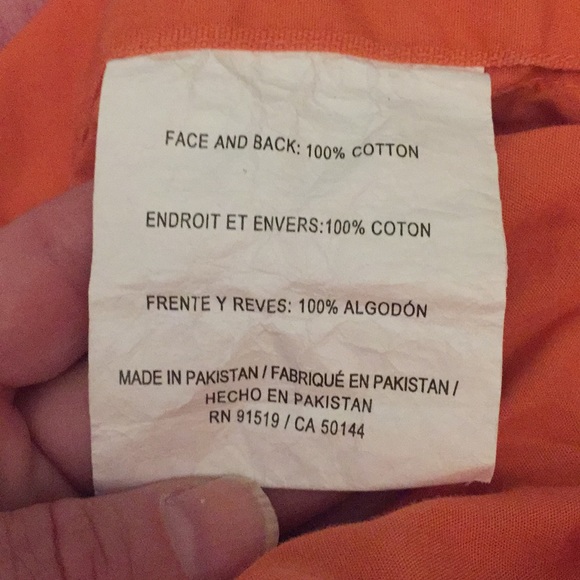 FACE AND BACK: 100% COTTON
ENDROIT ET ENVERS:100% COTON
FRENTE Y REVES: 100% ALGODÓN
MADE IN PAKISTAN / FABRIQUÉ EN PAKISTAN /
HECHO EN PAKISTAN
RN 91519 / CA 50144